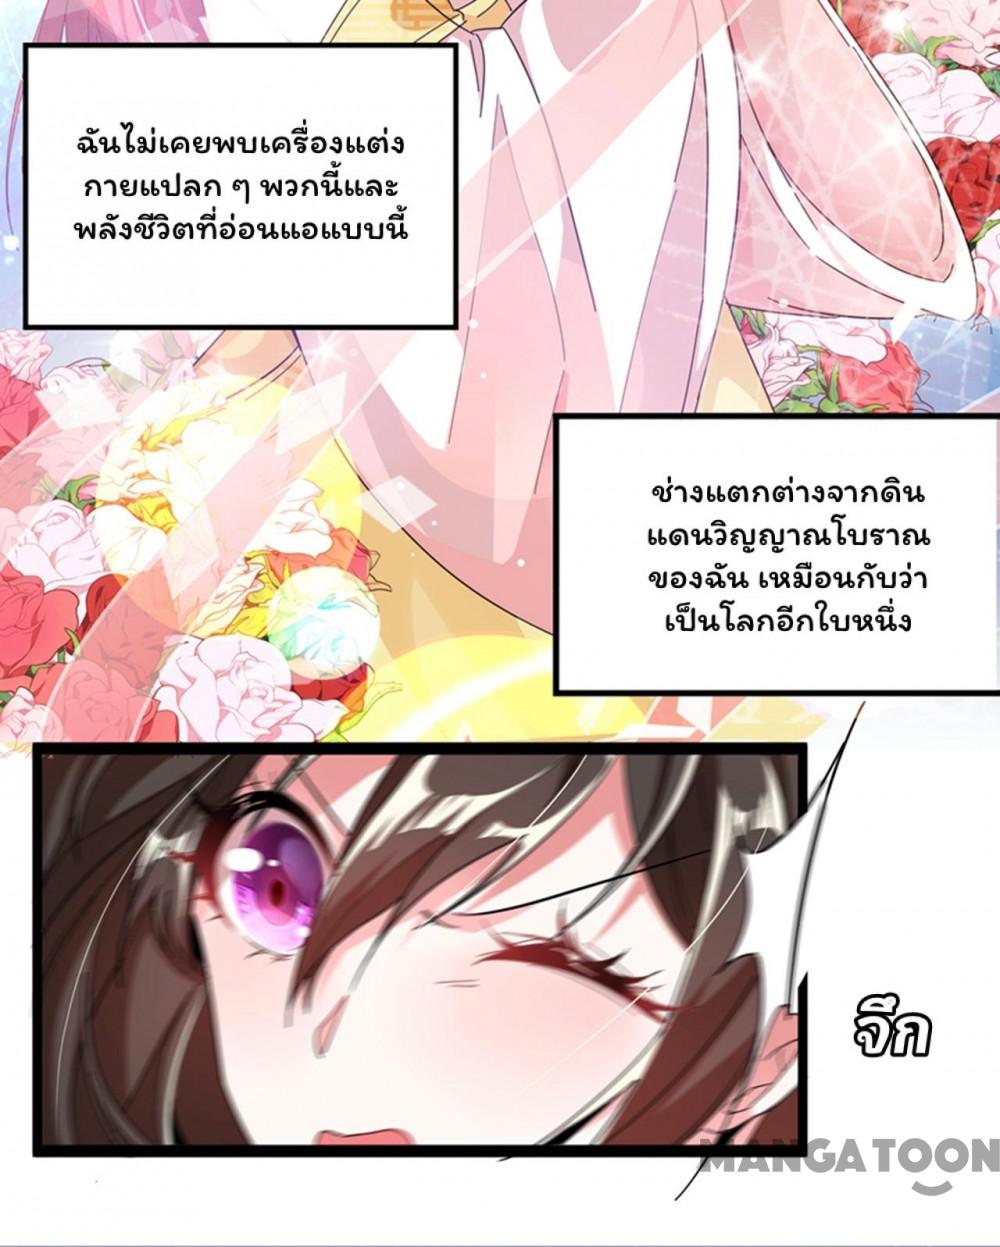 ฉันไม่เคยพบเครื่องแต่ง
กายแปลก ๆ พวกนี้และ
พลังชีวิตที่อ่อนแอแบบนี้
ช่างแตกต่างจากดิน
แดนวิญญาณโบราณ
ของฉัน เหมือนกับว่า
เป็นโลกอีกใบหนึ่ง
จึก
MANGATOON